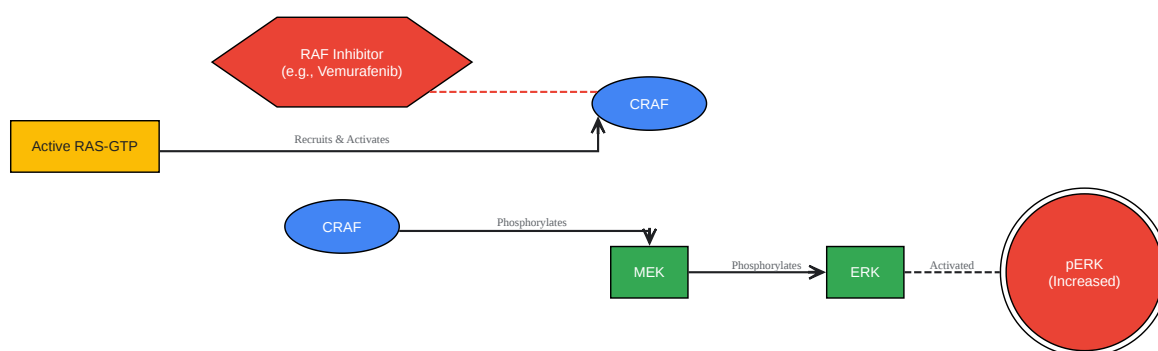 RAF Inhibitor
(e.g., Vemurafenib)
CRAF
Active RAS-GTP
Recruits & Activates
CRAF
Phosphorylates
MEK
Phosphorylates
ERK
Activated
pERK
(Increased)